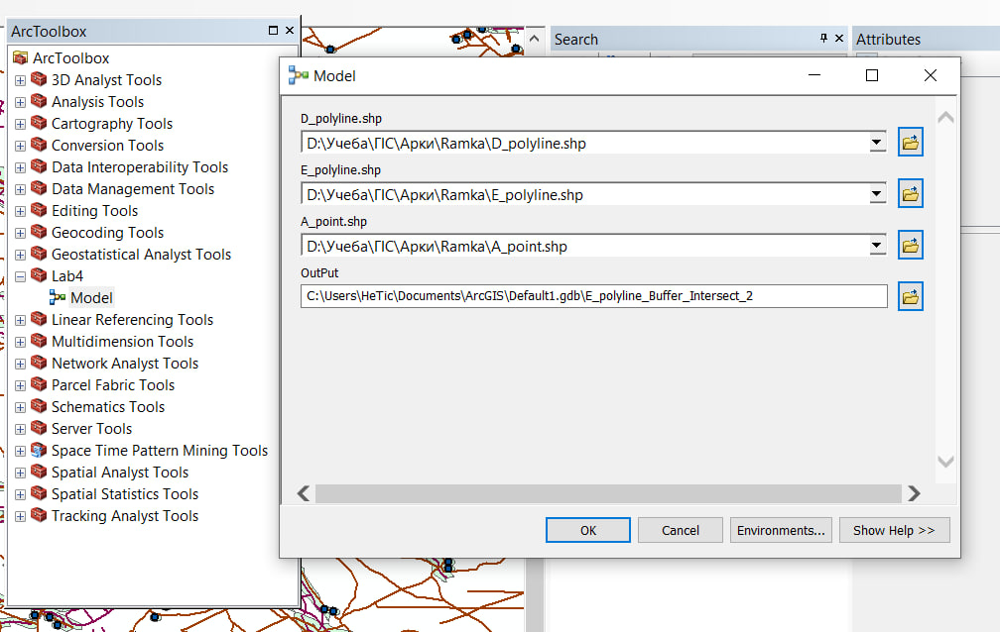 ArcToolbox
ArcToolbox
3D Analyst Tools
Analysis Tools
Cartography Tools
Conversion Tools
Data Interoperability Tools
Data Management Tools
Editing Tools
Geocoding Tools
Geostatistical Analyst Tools
Lab4
Model
Linear Referencing Tools
Multidimension Tools
Network Analyst Tools
Parcel Fabric Tools
Schematics Tools
Server Tools
Space Time Pattern Mining Tools
Spatial Analyst Tools
Spatial Statistics Tools
Tracking Analyst Tools
Search
Attributes
Model
D_polyline.shp
D:\Учеба\ГІС\Арки\Ramka\D_polyline.shp
E_polyline.shp
D:\Учеба\ГІС\Арки\Ramka\E_polyline.shp
A_point.shp
D:\Учеба\ГІС\Арки\Ramka\A_point.shp
OutPut
C:\Users\HeTic\Documents\ArcGIS\Default1.gdb\E_polyline_Buffer_Intersect_2
OK Cancel Environments... Show Help >>